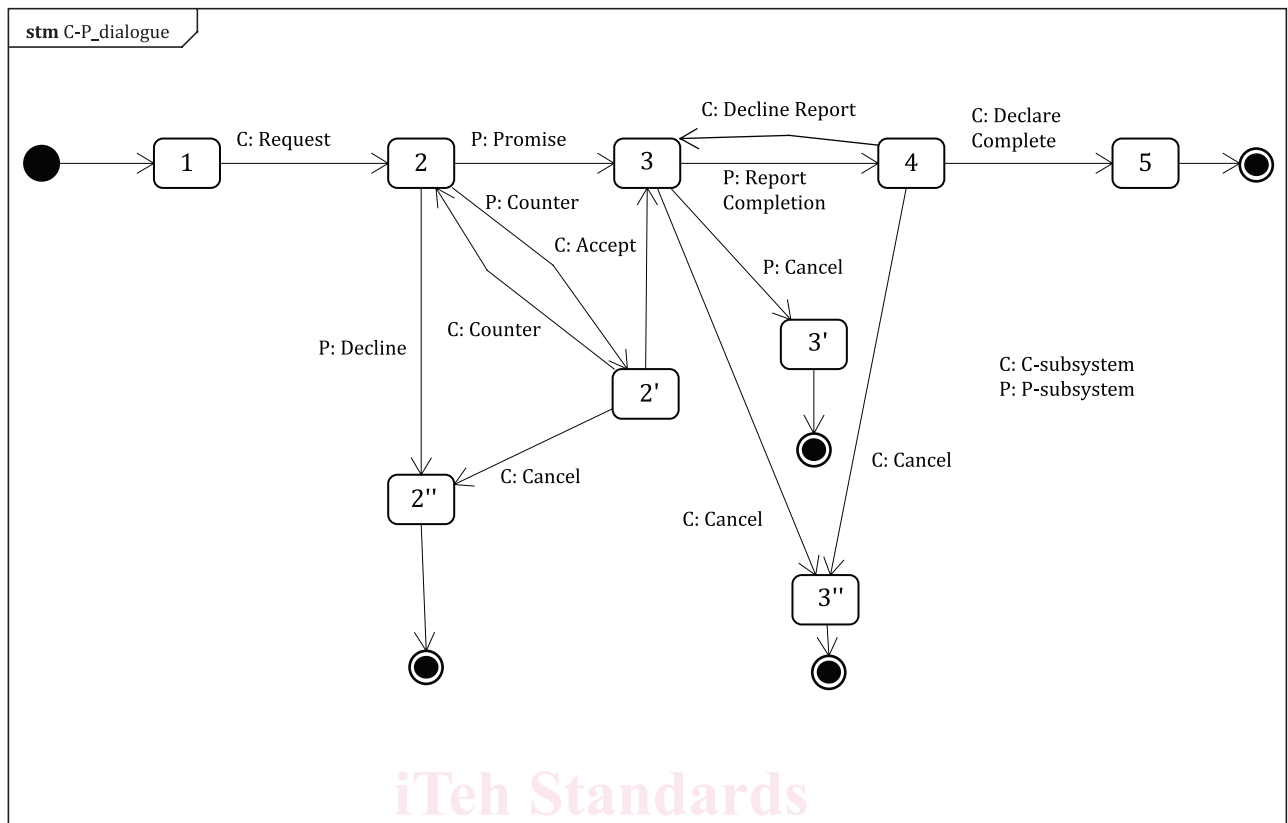 stm C-P_dialogue
C: Decline Report
C: Declare
Complete
C: Request
P: Promise
1
2
3
4
5
P: Report
Completion
P: Counter
C: Accept
P: Cancel
C: Counter
P: Decline
3'
C: C-subsystem
P: P-subsystem
2'
C: Cancel
C: Cancel
2''
C: Cancel
3''
iTeh Standards